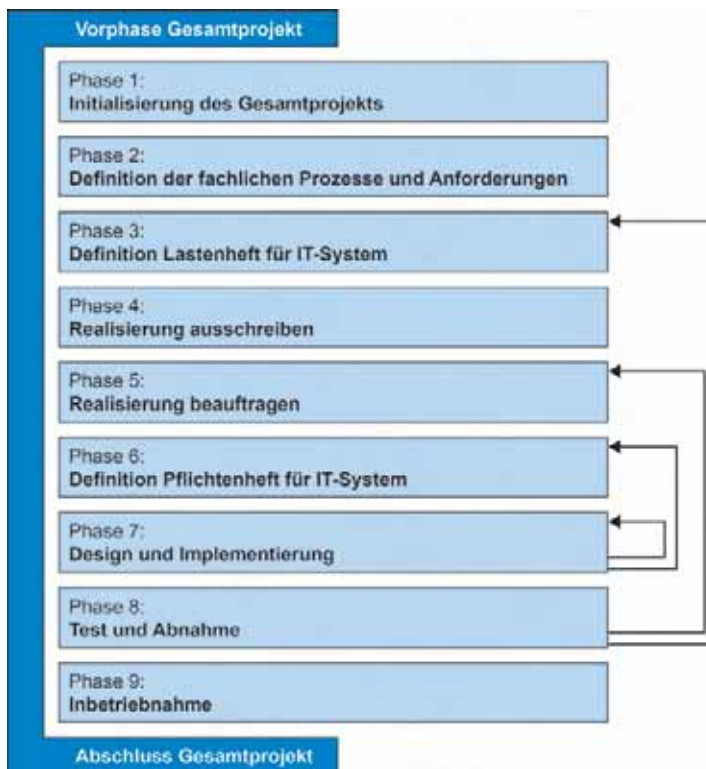 Vorphase Gesamtprojekt
Phase 1:
Initialisierung des Gesamtprojekts
Phase 2:
Definition der fachlichen Prozesse und Anforderungen
Phase 3:
Definition Lastenheft für IT-System
Phase 4:
Realisierung ausschreiben
Phase 5:
Realisierung beauftragen
Phase 6:
Definition Pflichtenheft für IT-System
Phase 7:
Design und Implementierung
Phase 8:
Test und Abnahme
Phase 9:
Inbetriebnahme
Abschluss Gesamtprojekt